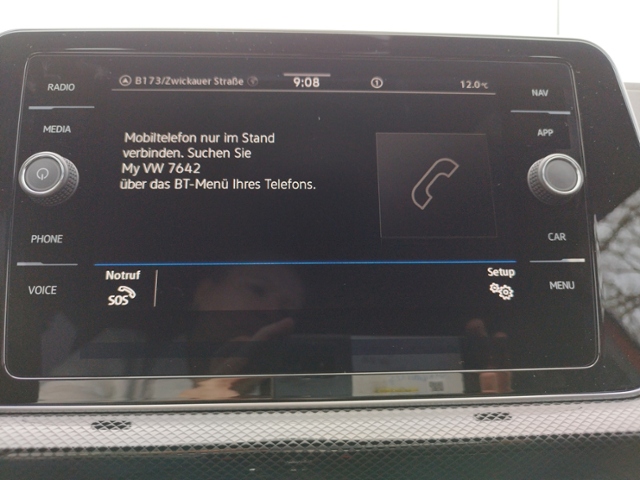 RADIO
B173/Zwickauer Straße
9:08
12.0°C
NAV
MEDIA
APP
Mobiltelefon nur im Stand
verbinden. Suchen Sie
My VW 7642
über das BT-Menü Ihres Telefons.
PHONE
CAR
Notruf
Setup
VOICE
SOS
MENU